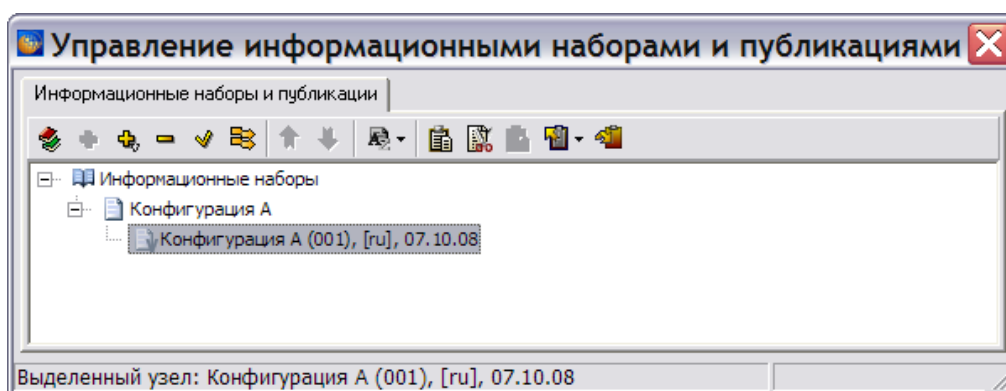 Управление информационными наборами и публикациями
Информационные наборы и публикации
Информационные наборы
Конфигурация А
Конфигурация А (001), [ru], 07.10.08
Выделенный узел: Конфигурация А (001), [ru], 07.10.08